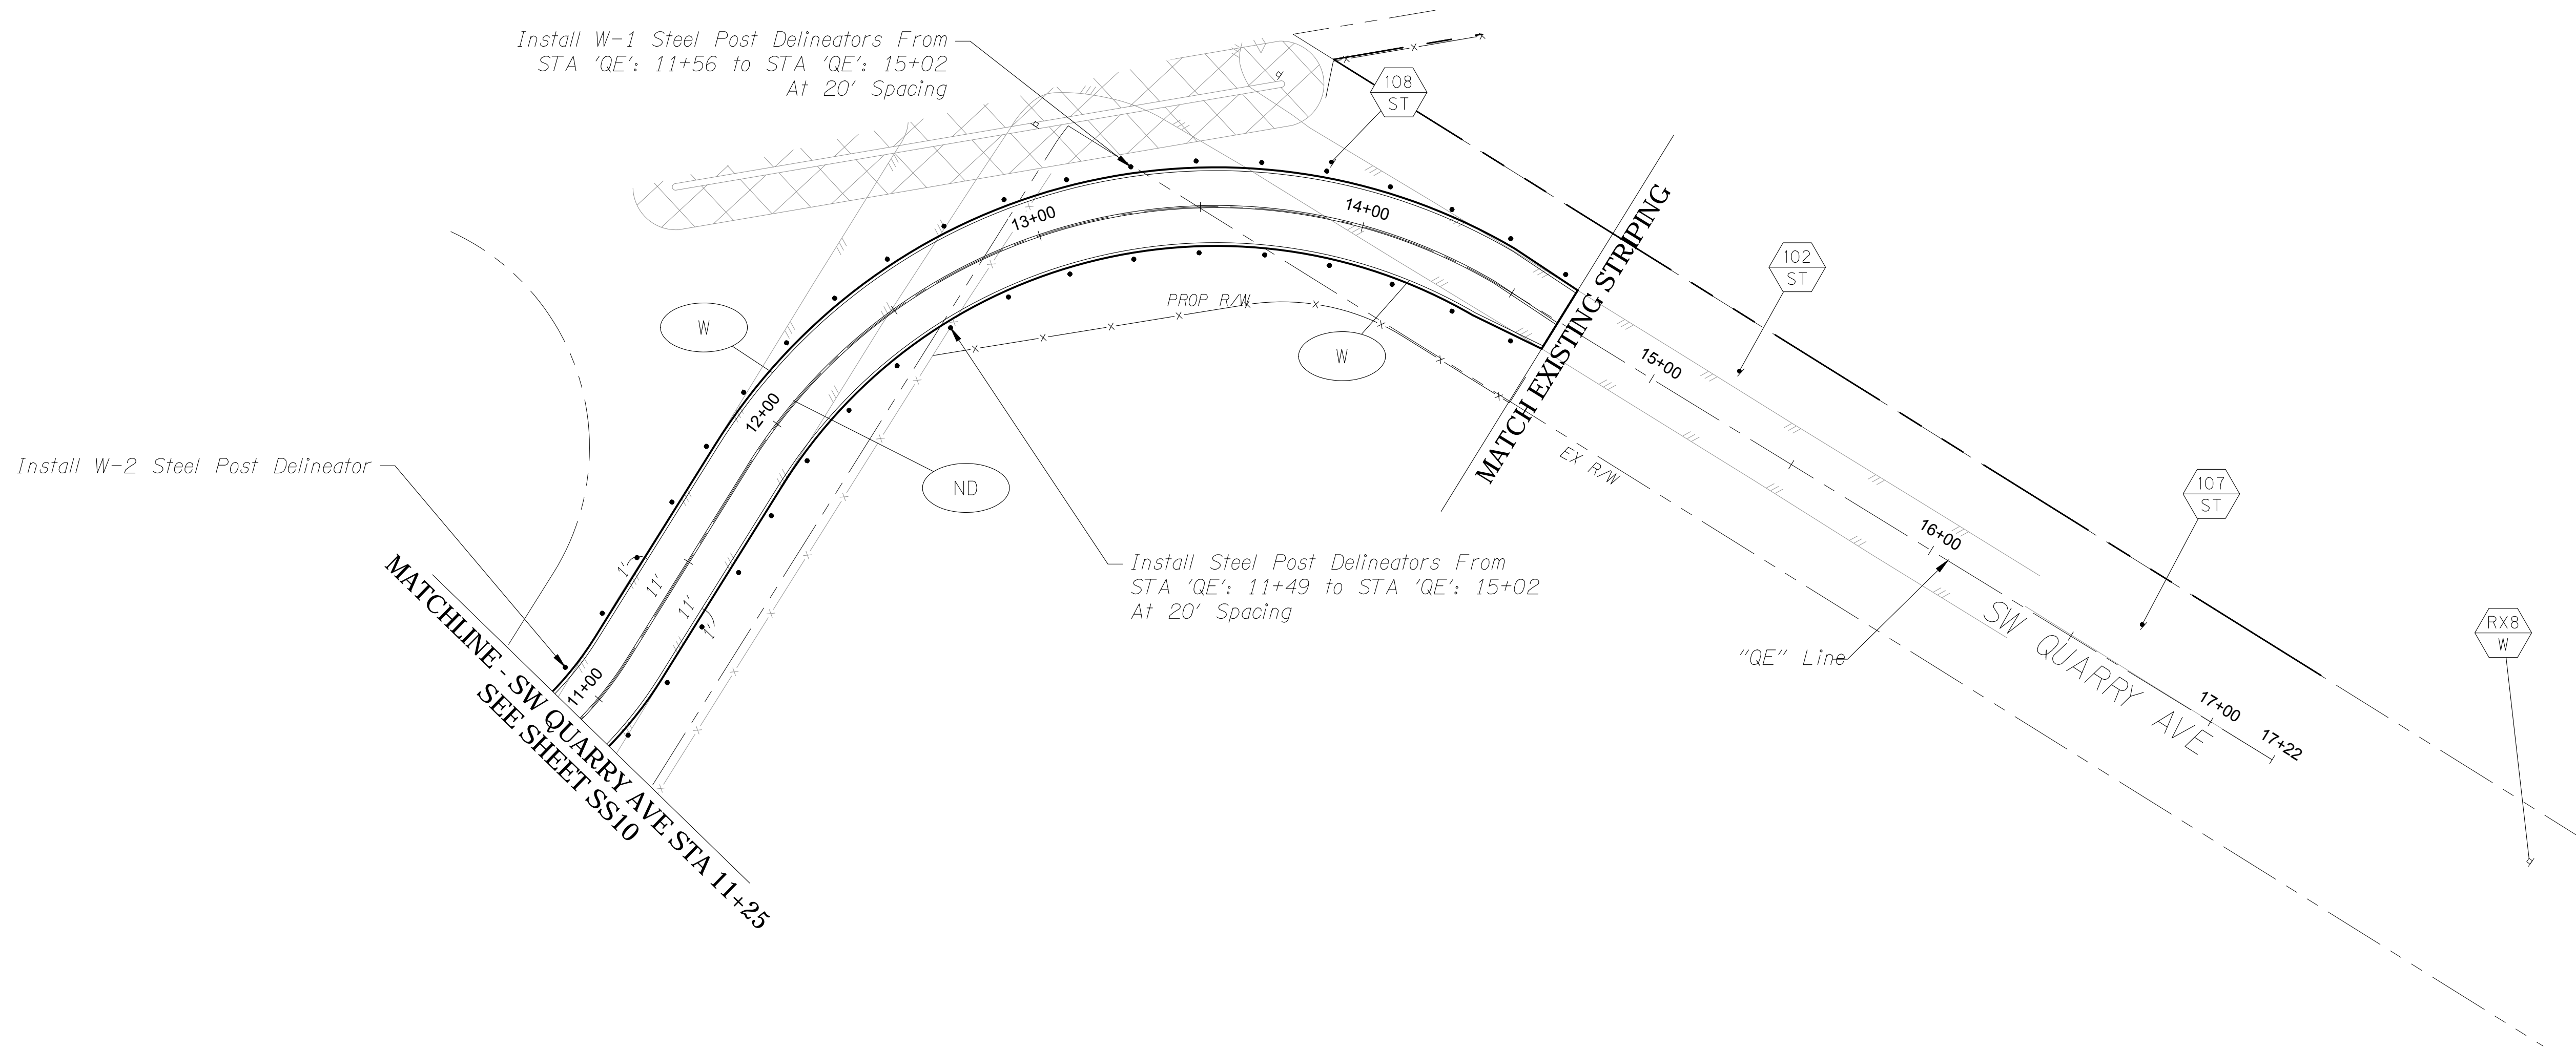 Install W-1 Steel Post Delineators From
STA 'QE': 11+56 to STA 'QE': 15+02
At 20' Spacing
108
ST
13+00
14+00
MATCH EXISTING STRIPING
102
ST
W
PROP R/W
W
15+00
12+00
Install W-2 Steel Post Delineator
ND
EX R/W
107
ST
16+00
1'
11'
11'
1'
Install Steel Post Delineators From
STA 'QE': 11+49 to STA 'QE': 15+02
At 20' Spacing
"QE" Line
SW QUARRY AVE
RX8
W
17+00
17+22
11+00
MATCHLINE - SW QUARRY AVE STA 11+25
SEE SHEET SS10